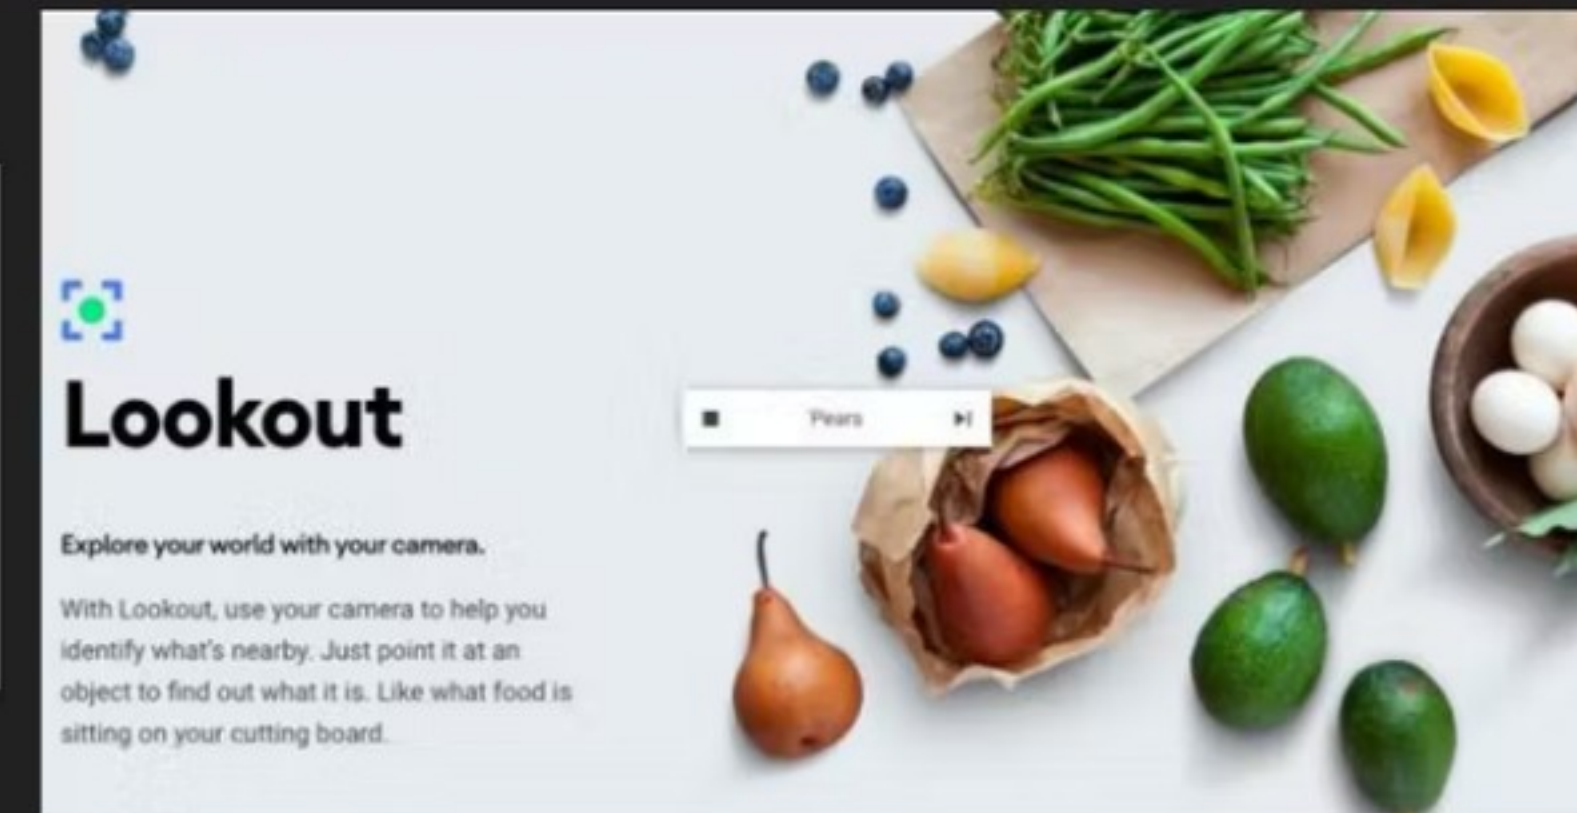 Lookout
Pears
Explore your world with your camera.
With Lookout, use your camera to help you
identify what's nearby. Just point it at an
object to find out what it is. Like what food is
sitting on your cutting board.